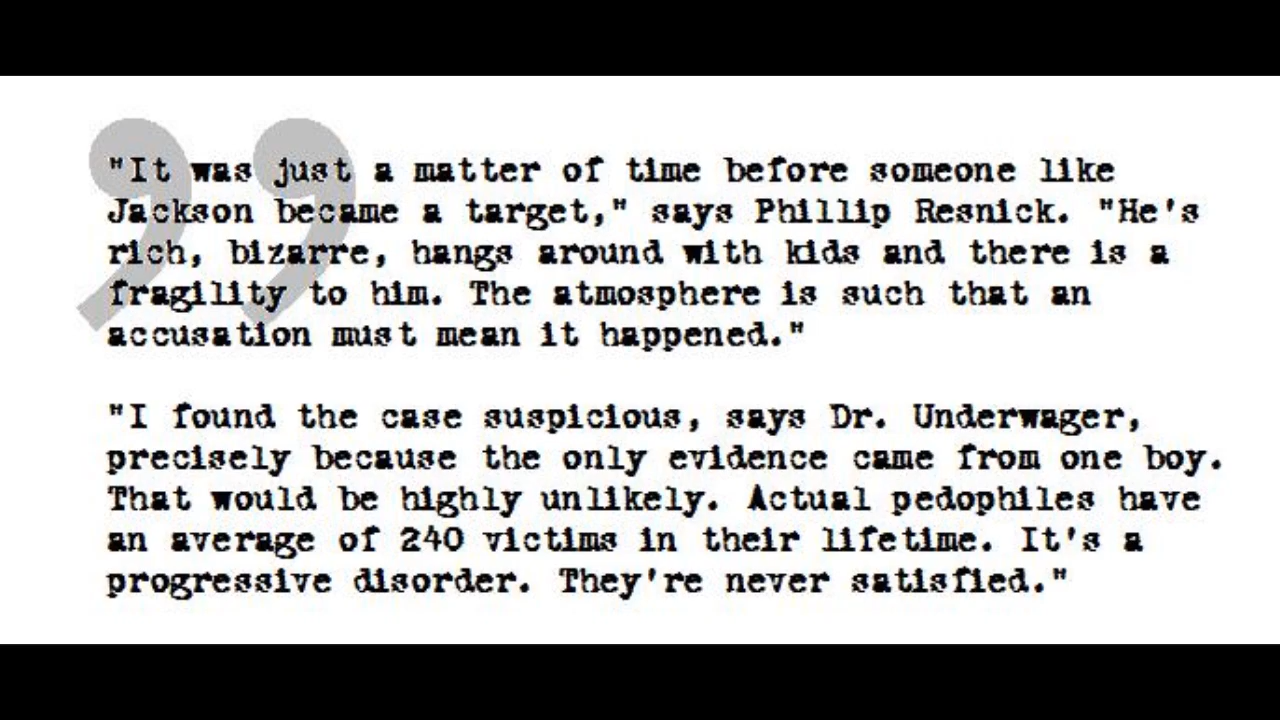 "It was just a matter of time before someone like
Jackson became a target," says Phillip Resnick. "He's
rich, bizarre, hangs around with kids and there is a
fragility to him. The atmosphere is such that an
accusation must mean it happened."
"I found the case suspicious, says Dr. Underwager,
precisely because the only evidence came from one boy.
That would be highly unlikely. Actual pedophiles have
an average of 240 victims in their lifetime. It's a
progressive disorder. They're never satisfied."